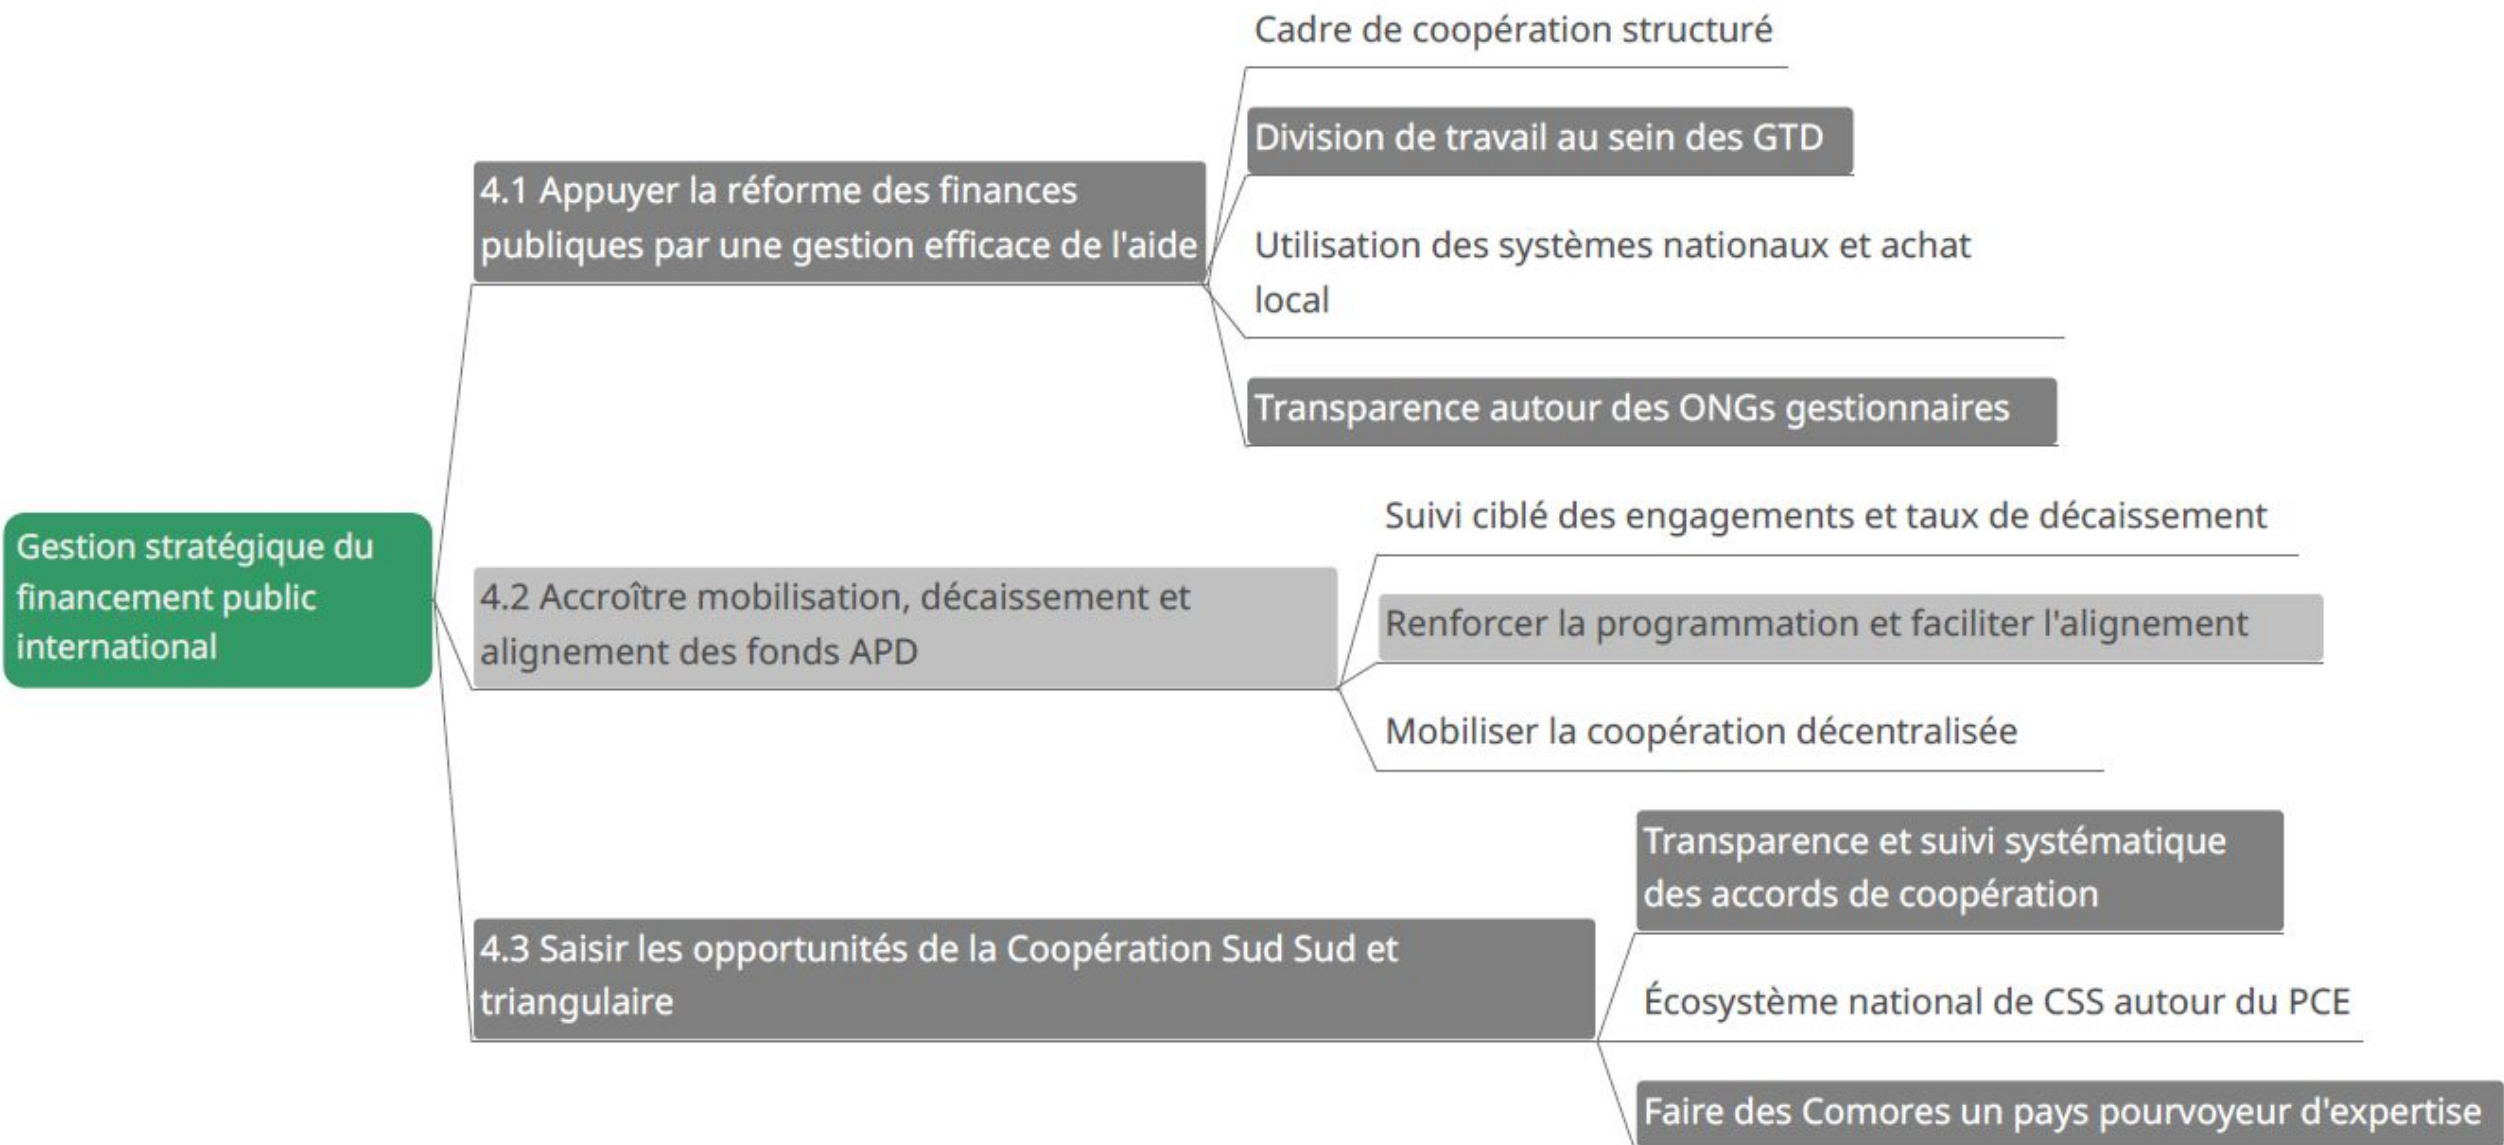 Gestion stratégique du
financement public
international
4.1 Appuyer la réforme des finances
publiques par une gestion efficace de l'aide
Cadre de coopération structuré
Division de travail au sein des GTD
Utilisation des systèmes nationaux et achat
local
Transparence autour des ONGs gestionnaires
4.2 Accroître mobilisation, décaissement et
alignement des fonds APD
Suivi ciblé des engagements et taux de décaissement
Renforcer la programmation et faciliter l'alignement
Mobiliser la coopération décentralisée
4.3 Saisir les opportunités de la Coopération Sud Sud et
triangulaire
Transparence et suivi systématique
des accords de coopération
Écosystème national de CSS autour du PCE
Faire des Comores un pays pourvoyeur d'expertise